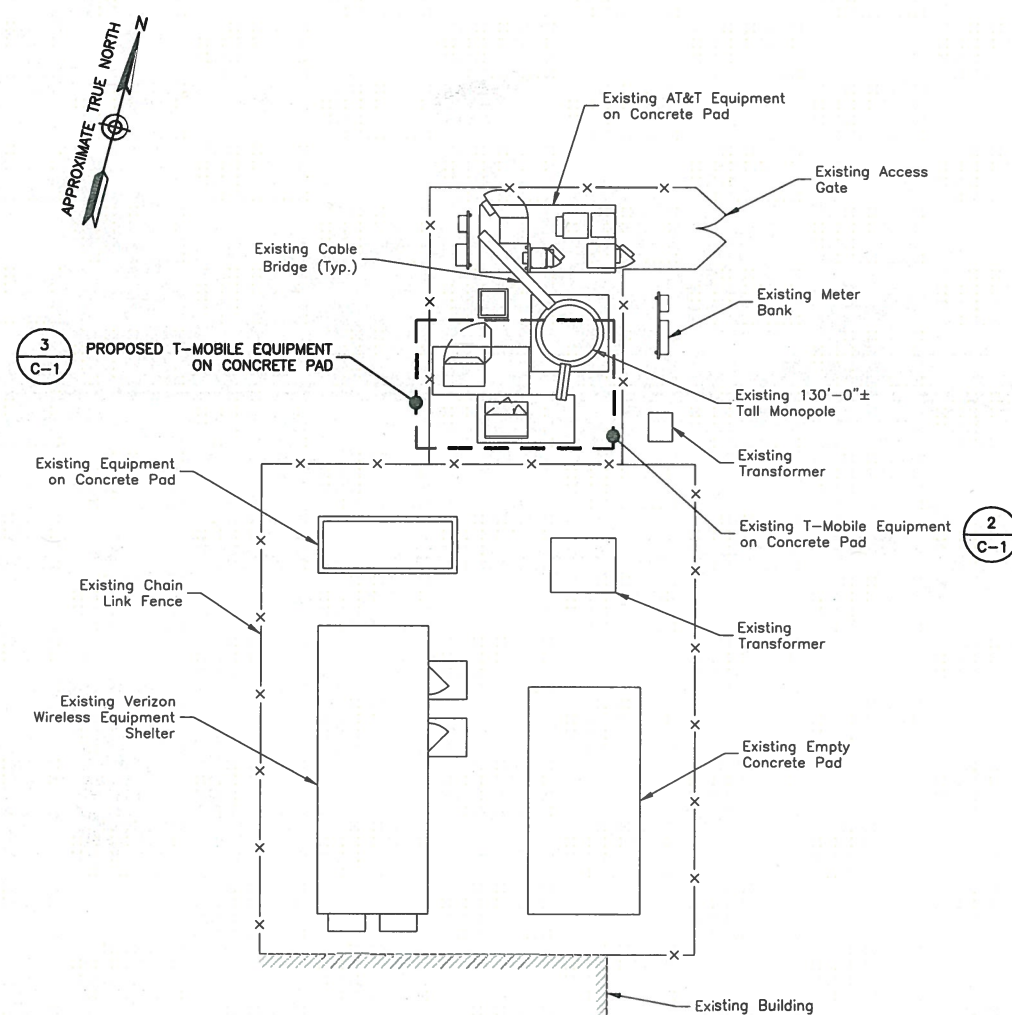 N
APPROXIMATE TRUE NORTH
Existing AT&T Equipment
on Concrete Pad
Existing Access
Gate
Existing Cable
Bridge (Typ.)
Existing Meter
Bank
3
C-1
PROPOSED T-MOBILE EQUIPMENT
ON CONCRETE PAD
Existing 130'-0"±
Tall Monopole
Existing
Transformer
Existing Equipment
on Concrete Pad
Existing T-Mobile Equipment
on Concrete Pad
2
C-1
Existing Chain
Link Fence
Existing
Transformer
Existing Verizon
Wireless Equipment
Shelter
Existing Empty
Concrete Pad
Existing Building